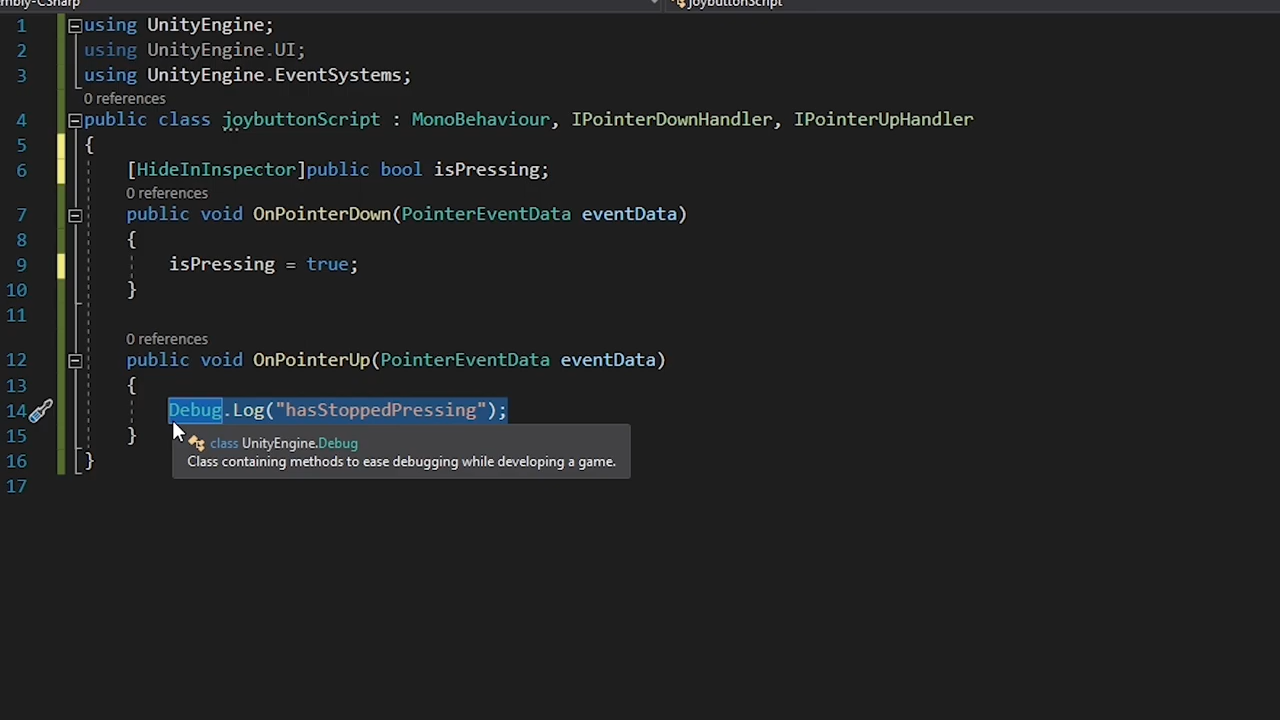 mbly-CSharp joybuttonScript
1 using UnityEngine;
2 using UnityEngine.UI;
3 using UnityEngine.EventSystems;
0 references
4 public class joybuttonScript : MonoBehaviour, IPointerDownHandler, IPointerUpHandler
5 {
6 [HideInInspector]public bool isPressing;
0 references
7 public void OnPointerDown(PointerEventData eventData)
8 {
9 isPressing = true;
10 }
11
0 references
12 public void OnPointerUp(PointerEventData eventData)
13 {
14 Debug.Log("hasStoppedPressing");
15 }
class UnityEngine.Debug
Class containing methods to ease debugging while developing a game.
16 }
17